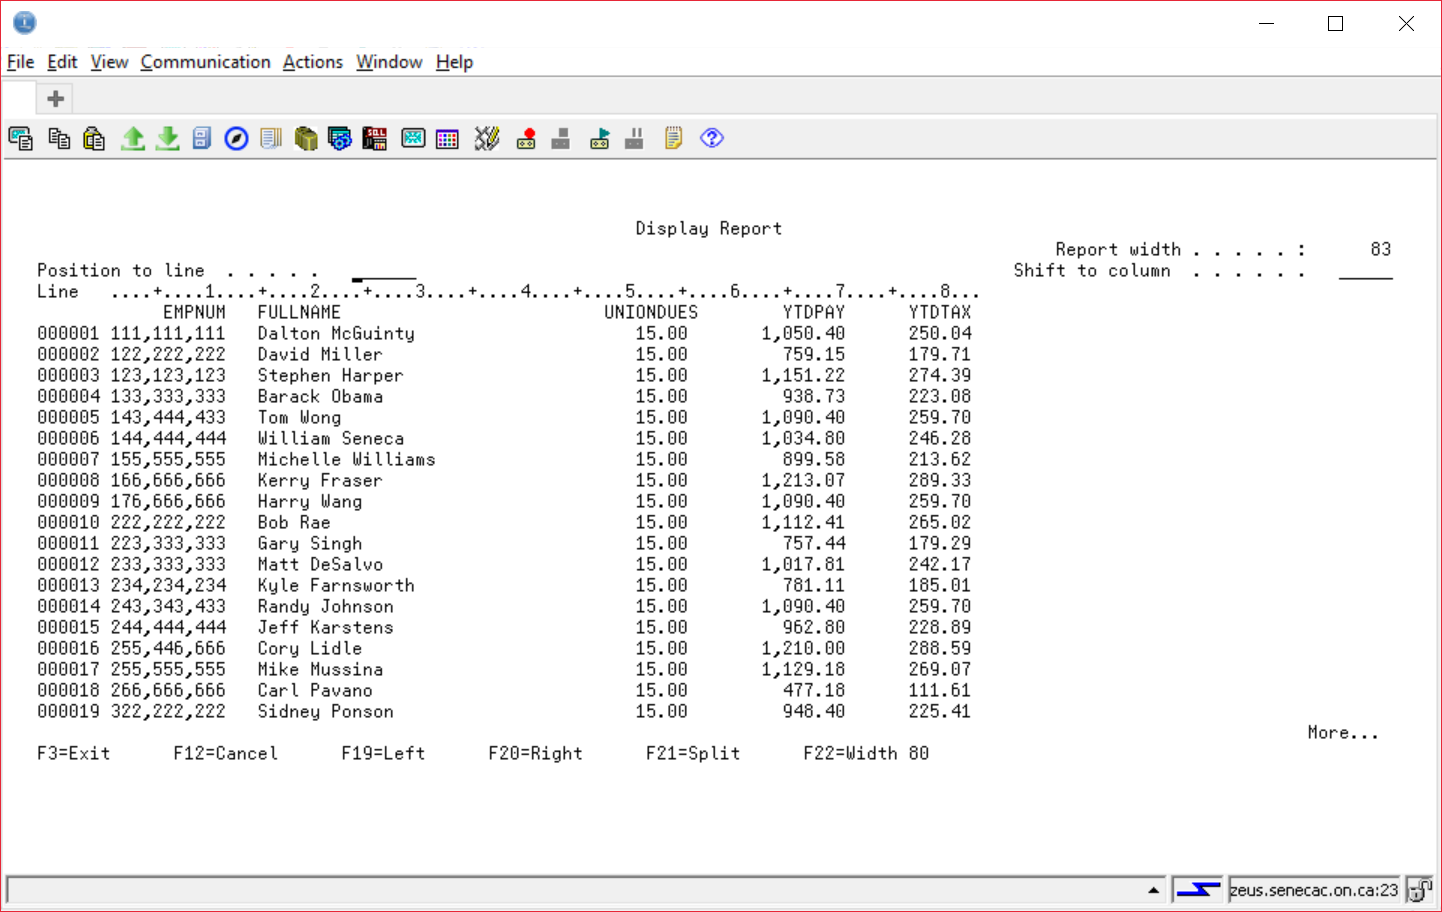 File Edit View Communication Actions Window Help
Display Report
Report width . . . . . :      83
Position to line  . . . . .    Shift to column  . . . . . .
Line   ....+....1....+....2....+....3....+....4....+....5....+....6....+....7....+....8...
EMPNUM   FULLNAME   UNIONDUES   YTDPAY   YTDTAX
000001 111,111,111   Dalton McGuinty   15.00   1,050.40   250.04
000002 122,222,222   David Miller   15.00   759.15   179.71
000003 123,123,123   Stephen Harper   15.00   1,151.22   274.39
000004 133,333,333   Barack Obama   15.00   938.73   223.08
000005 143,444,433   Tom Wong   15.00   1,090.40   259.70
000006 144,444,444   William Seneca   15.00   1,034.80   246.28
000007 155,555,555   Michelle Williams   15.00   899.58   213.62
000008 166,666,666   Kerry Fraser   15.00   1,213.07   289.33
000009 176,666,666   Harry Wang   15.00   1,090.40   259.70
000010 222,222,222   Bob Rae   15.00   1,112.41   265.02
000011 223,333,333   Gary Singh   15.00   757.44   179.29
000012 233,333,333   Matt DeSalvo   15.00   1,017.81   242.17
000013 234,234,234   Kyle Farnsworth   15.00   781.11   185.01
000014 243,343,433   Randy Johnson   15.00   1,090.40   259.70
000015 244,444,444   Jeff Karstens   15.00   962.80   228.89
000016 255,446,666   Cory Lidle   15.00   1,210.00   288.59
000017 255,555,555   Mike Mussina   15.00   1,129.18   269.07
000018 266,666,666   Carl Pavano   15.00   477.18   111.61
000019 322,222,222   Sidney Ponson   15.00   948.40   225.41
More...
F3=Exit   F12=Cancel   F19=Left   F20=Right   F21=Split   F22=Width 80
zeus.senecac.on.ca:23